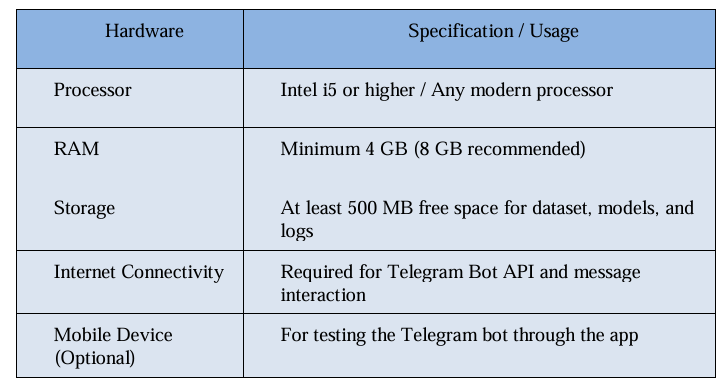 Hardware
Specification / Usage
Processor
Intel i5 or higher / Any modern processor
RAM
Minimum 4 GB (8 GB recommended)
Storage
At least 500 MB free space for dataset, models, and
logs
Internet Connectivity
Required for Telegram Bot API and message
interaction
Mobile Device
(Optional)
For testing the Telegram bot through the app